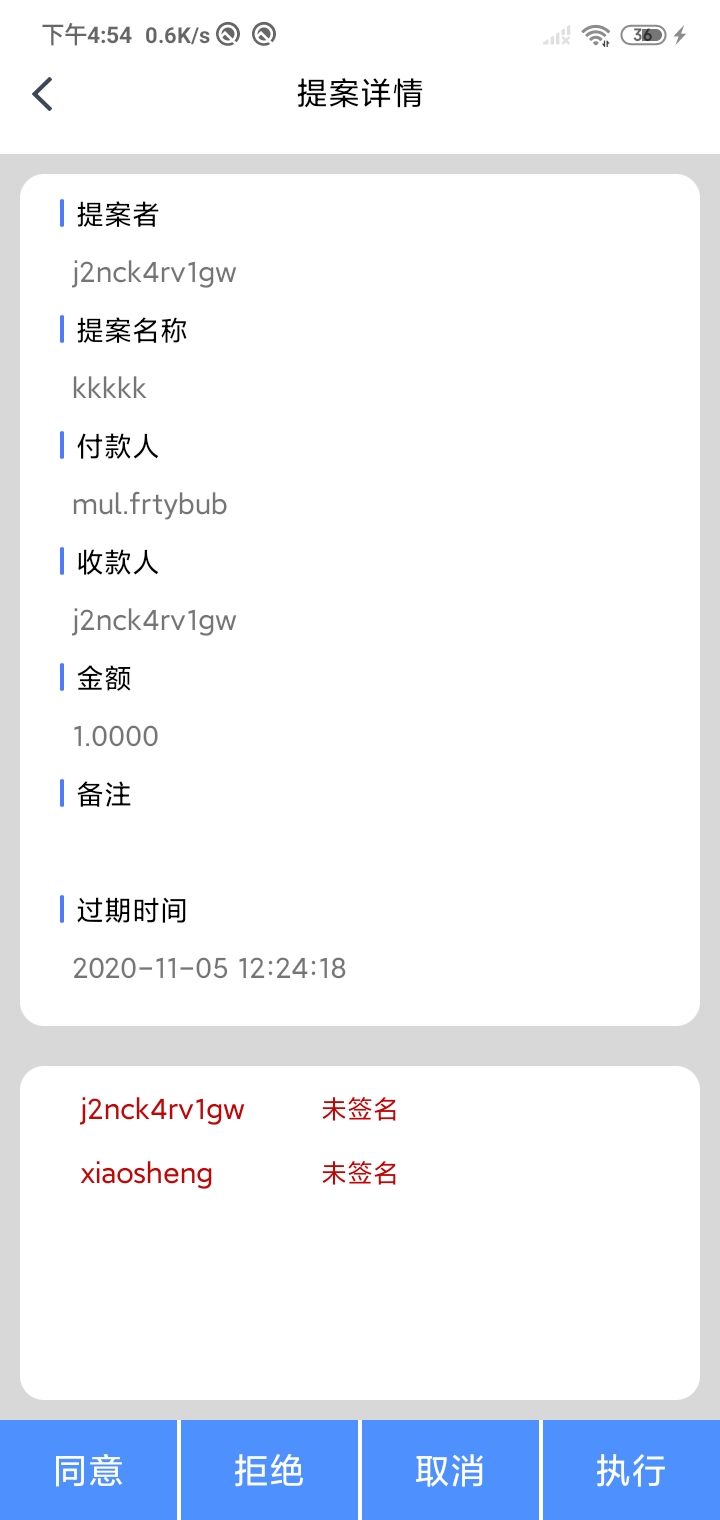 下午4:54 0.6K/s 36
提案详情
提案者
j2nck4rv1gw
提案名称
kkkkk
付款人
mul.frtybub
收款人
j2nck4rv1gw
金额
1.0000
备注
过期时间
2020-11-05 12:24:18
j2nck4rv1gw 未签名
xiaosheng 未签名
同意 拒绝 取消 执行